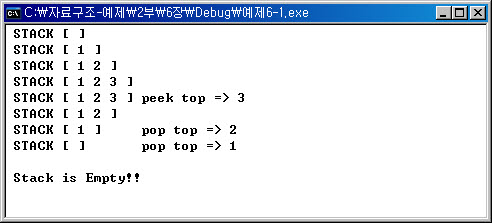 C:₩자료구조-예제₩2부₩6장₩Debug₩예제6-1.exe
STACK [ ]
STACK [ 1 ]
STACK [ 1 2 ]
STACK [ 1 2 3 ]
STACK [ 1 2 3 ] peek top => 3
STACK [ 1 2 ]
STACK [ 1 ]     pop top => 2
STACK [ ]       pop top => 1
Stack is Empty!!